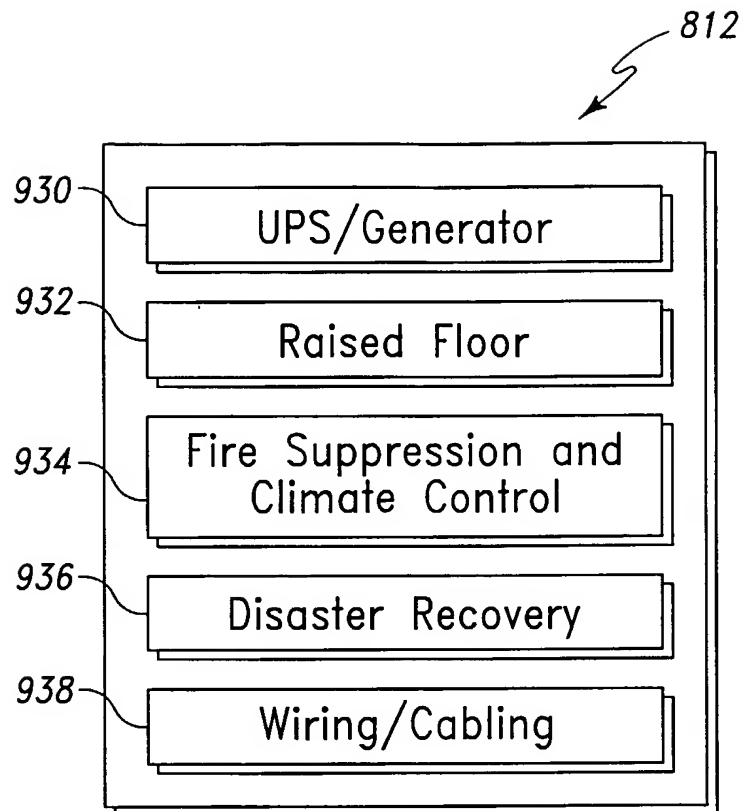 812
930
UPS/Generator
932
Raised Floor
934
Fire Suppression and
Climate Control
936
Disaster Recovery
938
Wiring/Cabling